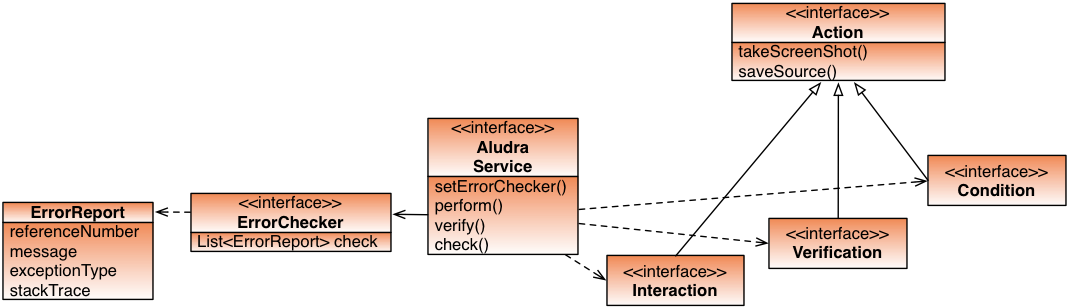 <<interface>>
Action
takeScreenShot()
saveSource()
<<interface>>
Aludra
Service
setErrorChecker()
perform()
verify()
check()
<<interface>>
Condition
<<interface>>
ErrorChecker
List<ErrorReport> check
ErrorReport
referenceNumber
message
exceptionType
stackTrace
<<interface>>
Verification
<<interface>>
Interaction